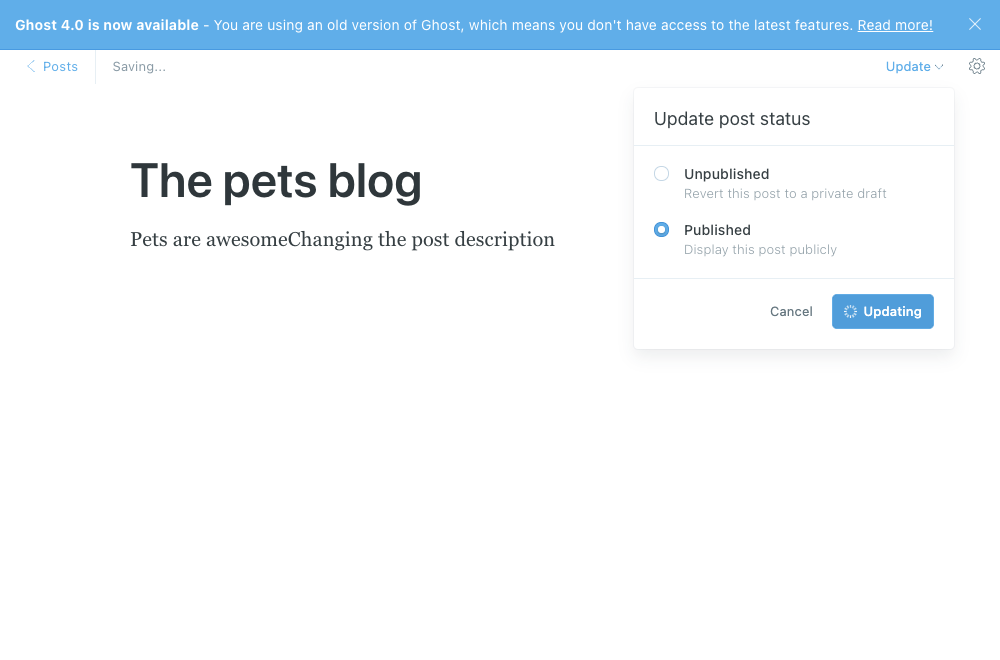 Ghost 4.0 is now available - You are using an old version of Ghost, which means you don't have access to the latest features. Read more!
Posts
Saving...
Update
Update post status
The pets blog
Pets are awesomeChanging the post description
Unpublished
Revert this post to a private draft
Published
Display this post publicly
Cancel
Updating